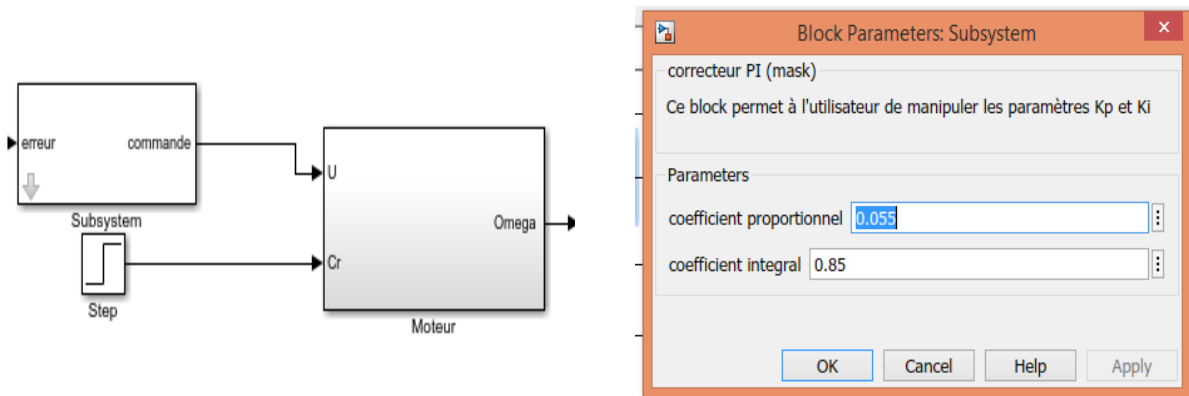 erreur
commande
Subsystem
Step
U
Cr
Omega
Moteur
Block Parameters: Subsystem
x
correcteur PI (mask)
Ce block permet à l'utilisateur de manipuler les paramètres Kp et Ki
Parameters
coefficient proportionnel 0.055
coefficient integral 0.85
OK Cancel Help Apply